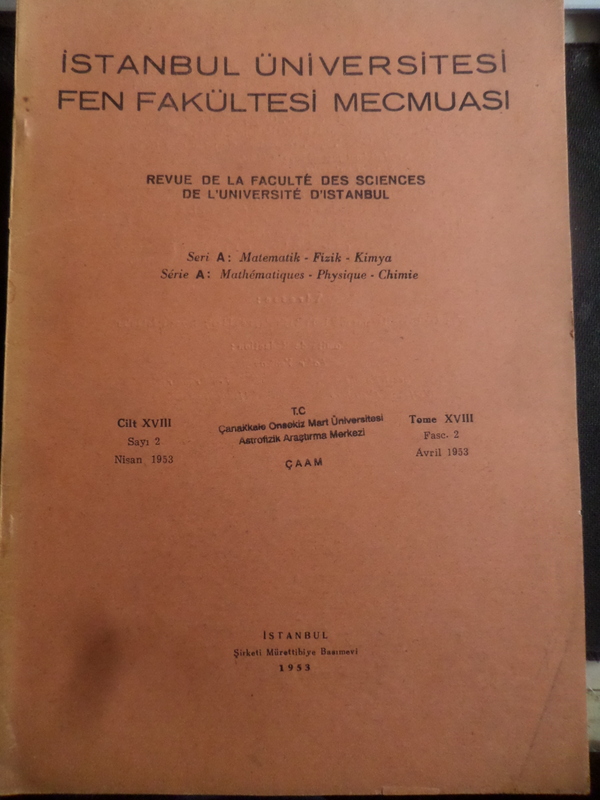 İSTANBUL ÜNİVERSİTESİ
FEN FAKÜLTESİ MECMUASI
REVUE DE LA FACULTÉ DES SCIENCES
DE L'UNIVERSITÉ D'ISTANBUL
Seri A: Matematik - Fizik - Kimya
Série A: Mathématiques - Physique - Chimie
Cilt XVIII
Sayı 2
Nisan 1953
T.C
Çanakkale Onsekiz Mart Üniversitesi
Astrofizik Araştırma Merkezi
ÇAAM
Tome XVIII
Fasc. 2
Avril 1953
İSTANBUL
Şirketi Mürettibiye Basımevi
1953